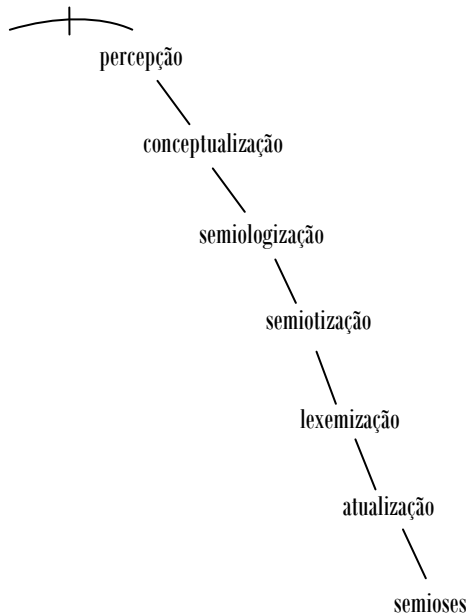 percepção
conceptualização
semiologização
semiotização
lexemização
atualização
semioses